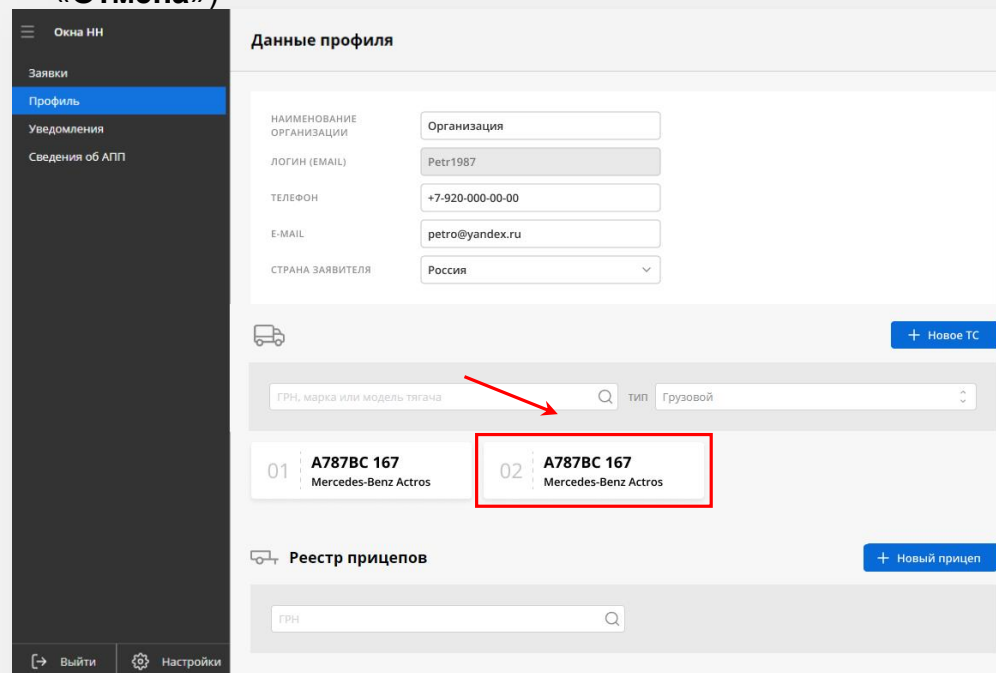 «Отмена»)
Окна НН
Данные профиля
Заявки
Профиль
Уведомления
Сведения об АПП
НАИМЕНОВАНИЕ
ОРГАНИЗАЦИИ
Организация
ЛОГИН (EMAIL)
Petr1987
ТЕЛЕФОН
+7-920-000-00-00
E-MAIL
petro@yandex.ru
СТРАНА ЗАЯВИТЕЛЯ
Россия
+ Новое ТС
ГРН, марка или модель тягача
тип
Грузовой
01
А787ВС 167
Mercedes-Benz Actros
02
А787ВС 167
Mercedes-Benz Actros
Реестр прицепов
+ Новый прицеп
ГРН
Выйти
Настройки